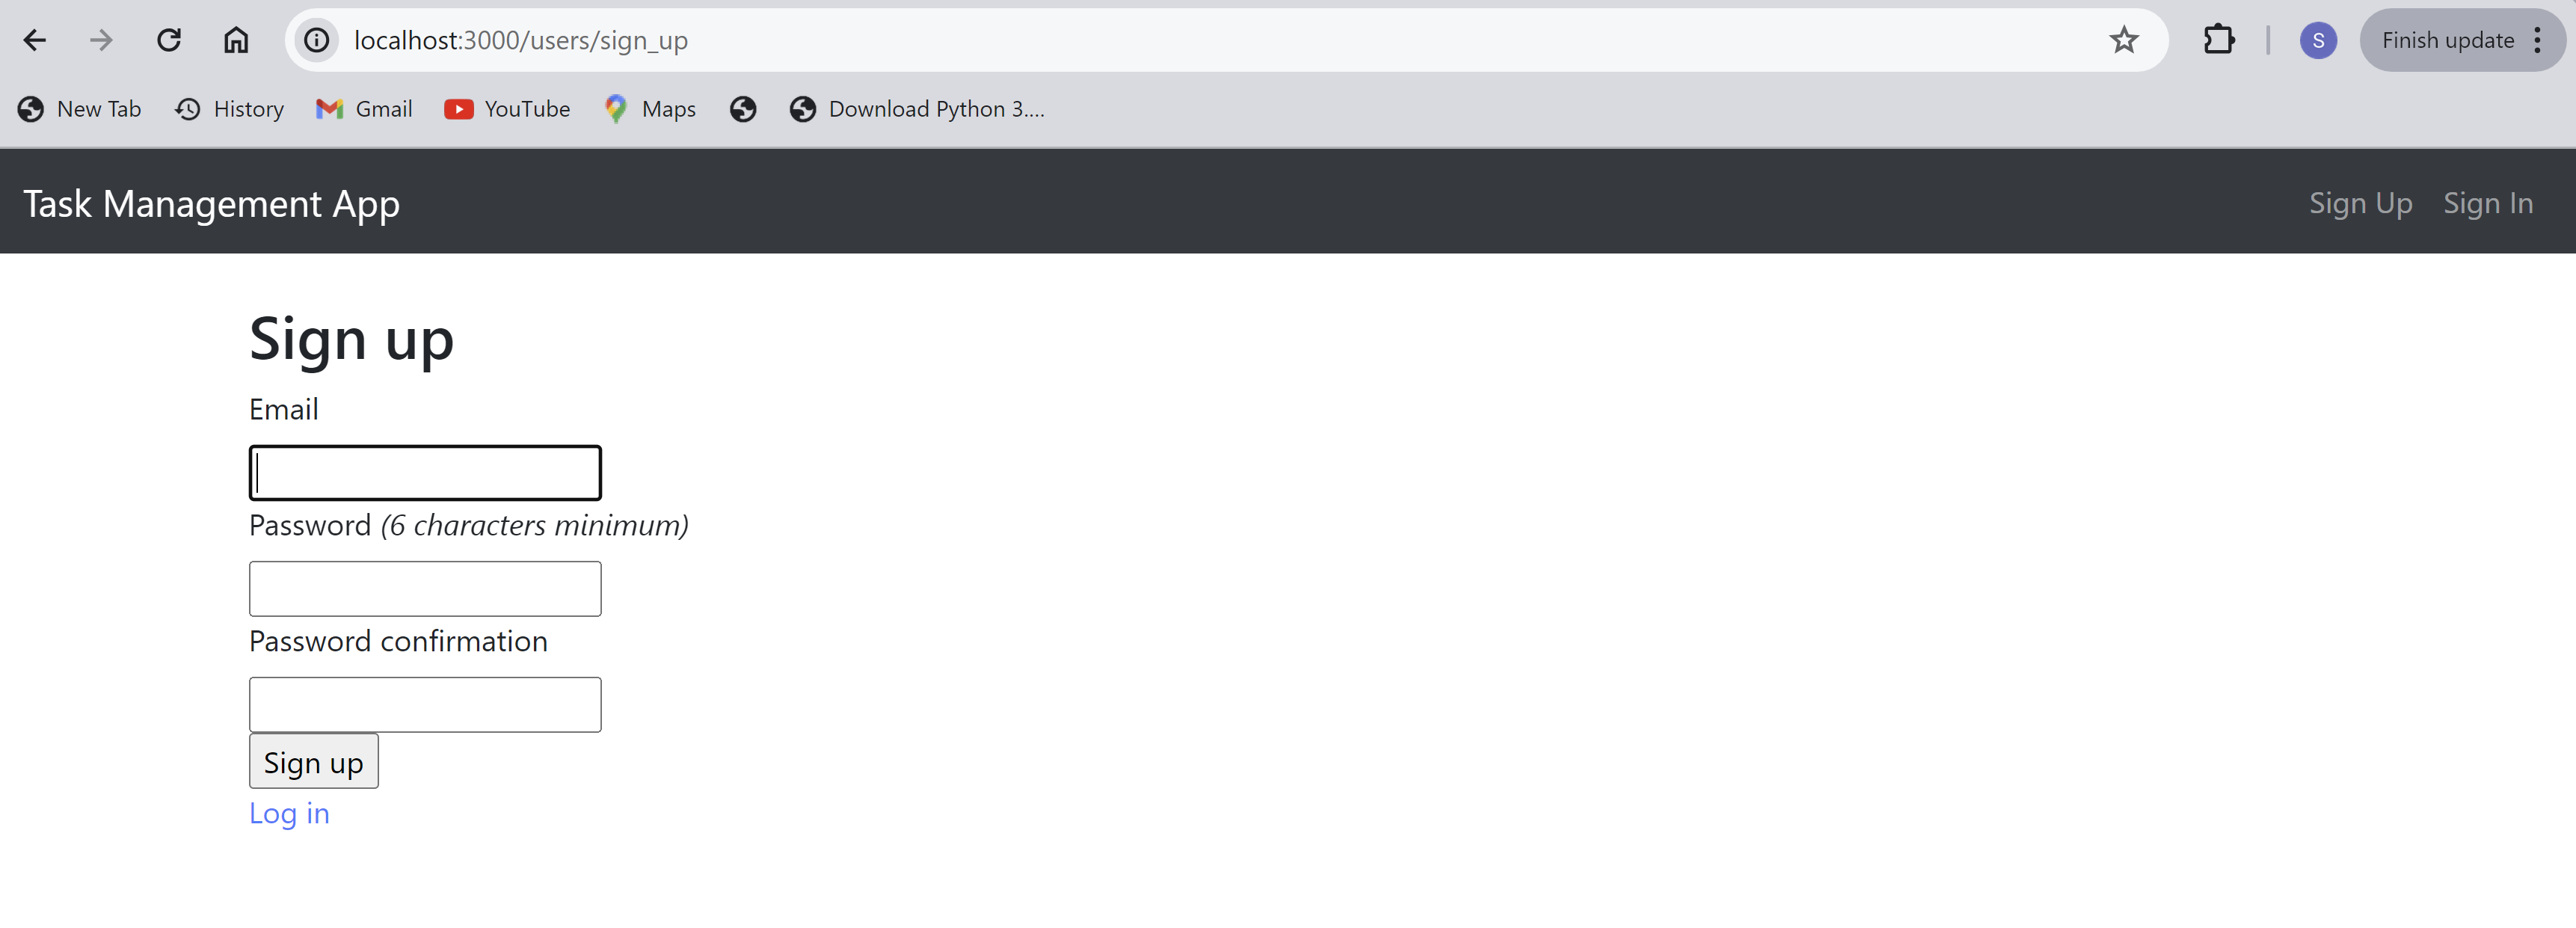 localhost:3000/users/sign_up S Finish update
New Tab History Gmail YouTube Maps Download Python 3....
Task Management App Sign Up Sign In
Sign up
Email
Password (6 characters minimum)
Password confirmation
Sign up
Log in